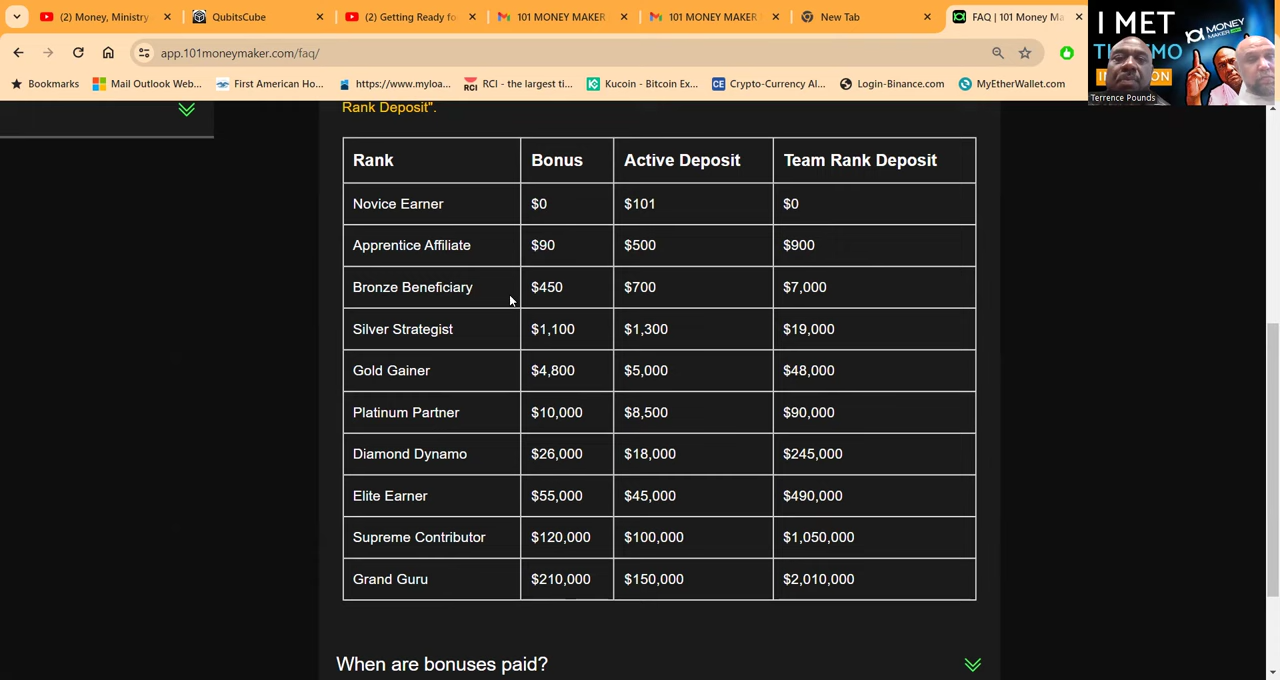 (2) Money, Ministry
QubitsCube
(2) Getting Ready fo
101 MONEY MAKER
101 MONEY MAKER
New Tab
FAQ | 101 Money Ma
app.101moneymaker.com/faq/
Bookmarks
Mail Outlook Web...
First American Ho...
https://www.myloa...
RCI - the largest ti...
Kucoin - Bitcoin Ex...
Crypto-Currency Al...
Login-Binance.com
MyEtherWallet.com
I MET
101 MONEY
MAKER
Terrence Pounds
Rank Deposit".
Rank Bonus Active Deposit Team Rank Deposit
Novice Earner $0 $101 $0
Apprentice Affiliate $90 $500 $900
Bronze Beneficiary $450 $700 $7,000
Silver Strategist $1,100 $1,300 $19,000
Gold Gainer $4,800 $5,000 $48,000
Platinum Partner $10,000 $8,500 $90,000
Diamond Dynamo $26,000 $18,000 $245,000
Elite Earner $55,000 $45,000 $490,000
Supreme Contributor $120,000 $100,000 $1,050,000
Grand Guru $210,000 $150,000 $2,010,000
When are bonuses paid?